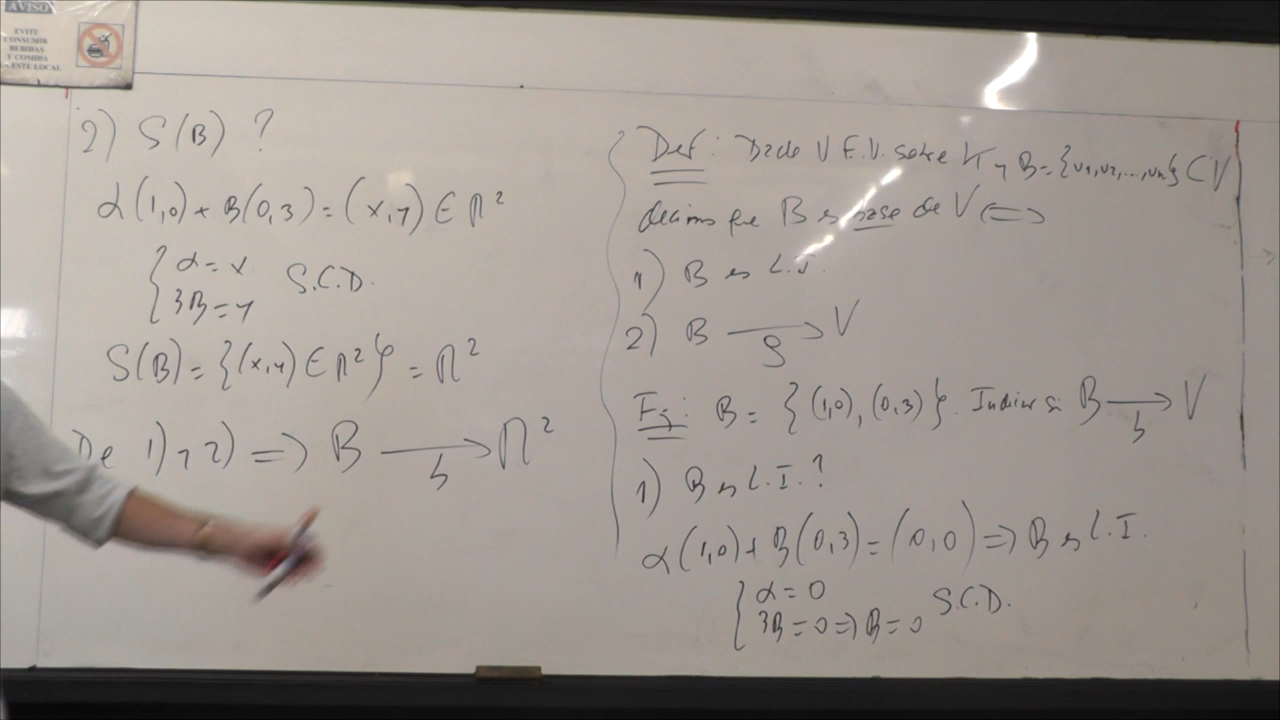 AVISO
EVITE
CONSUMIR
BEBIDAS
Y COMIDA
EN ESTE LOCAL
2) S(B) ?
α(1,0) + β(0,3) = (x,y) ∈ ℝ²
{ α = x
3β = y
S.C.D.
S(B) = {(x,y) ∈ ℝ²} = ℝ²
De 1) y 2) => B —b→ ℝ²
Def: Dado V E.V. sobre K y B = {v1,v2,...,vn} ⊂ V
decimos que B es base de V <=>
1) B es L.I.
2) B —g→ V
Ej: B = {(1,0), (0,3)}. Indicar si B —b→ V
1) B es L.I.?
α(1,0) + β(0,3) = (0,0) => B es L.I.
{ α = 0
3β = 0 => β = 0
S.C.D.